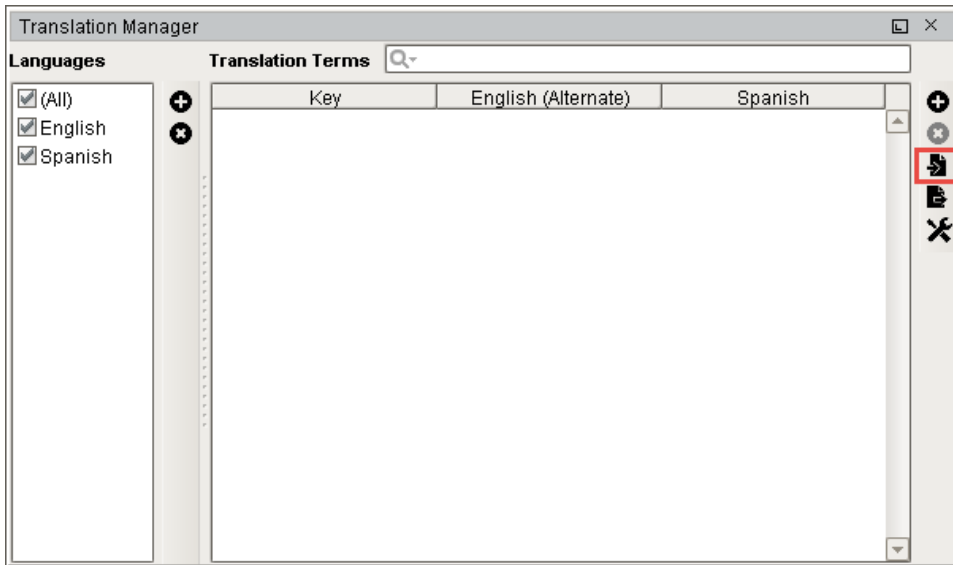 Translation Manager
Languages
Translation Terms
(All)
English
Spanish
Key
English (Alternate)
Spanish